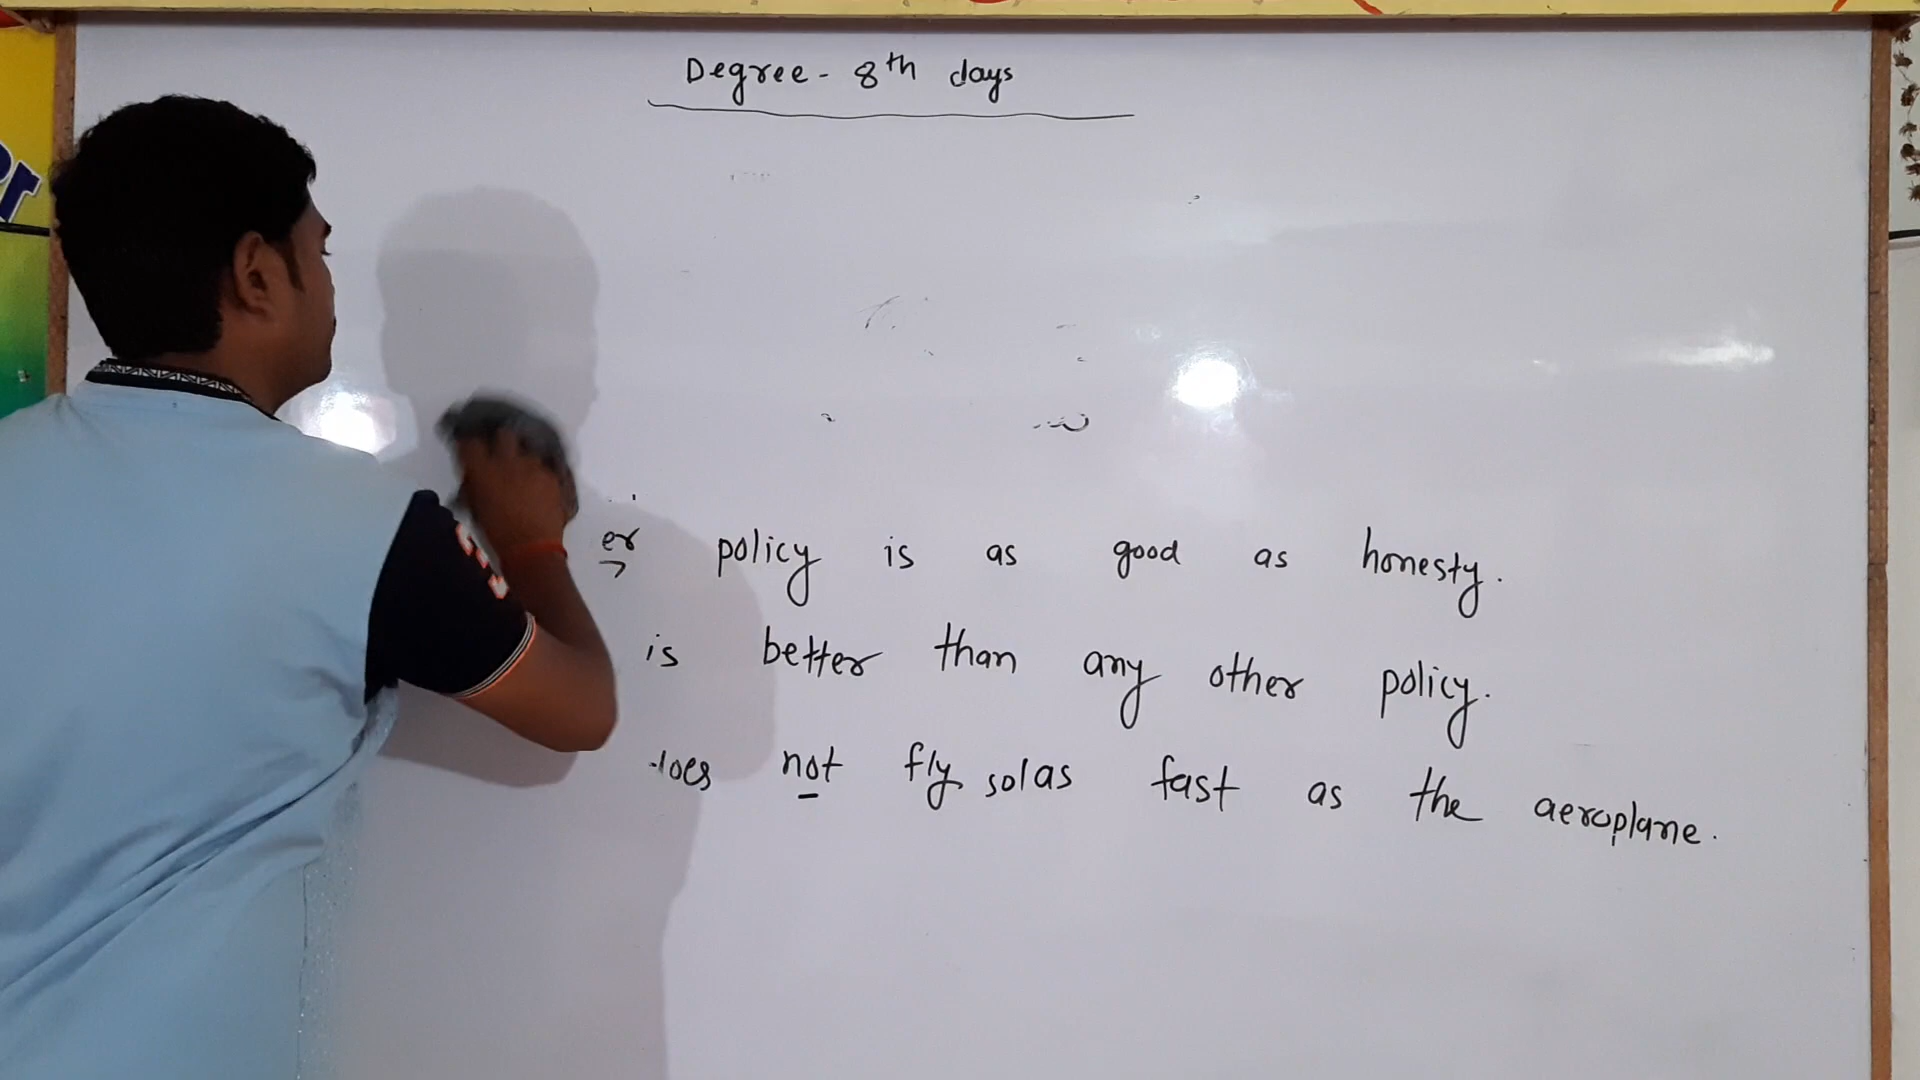 Degree - 8th days
er policy is as good as honesty.
is better than any other policy.
not fly so/as fast as the aeroplane.